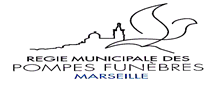 REGIE MUNICIPALE DES
POMPES FUNÈBRES
MARSEILLE